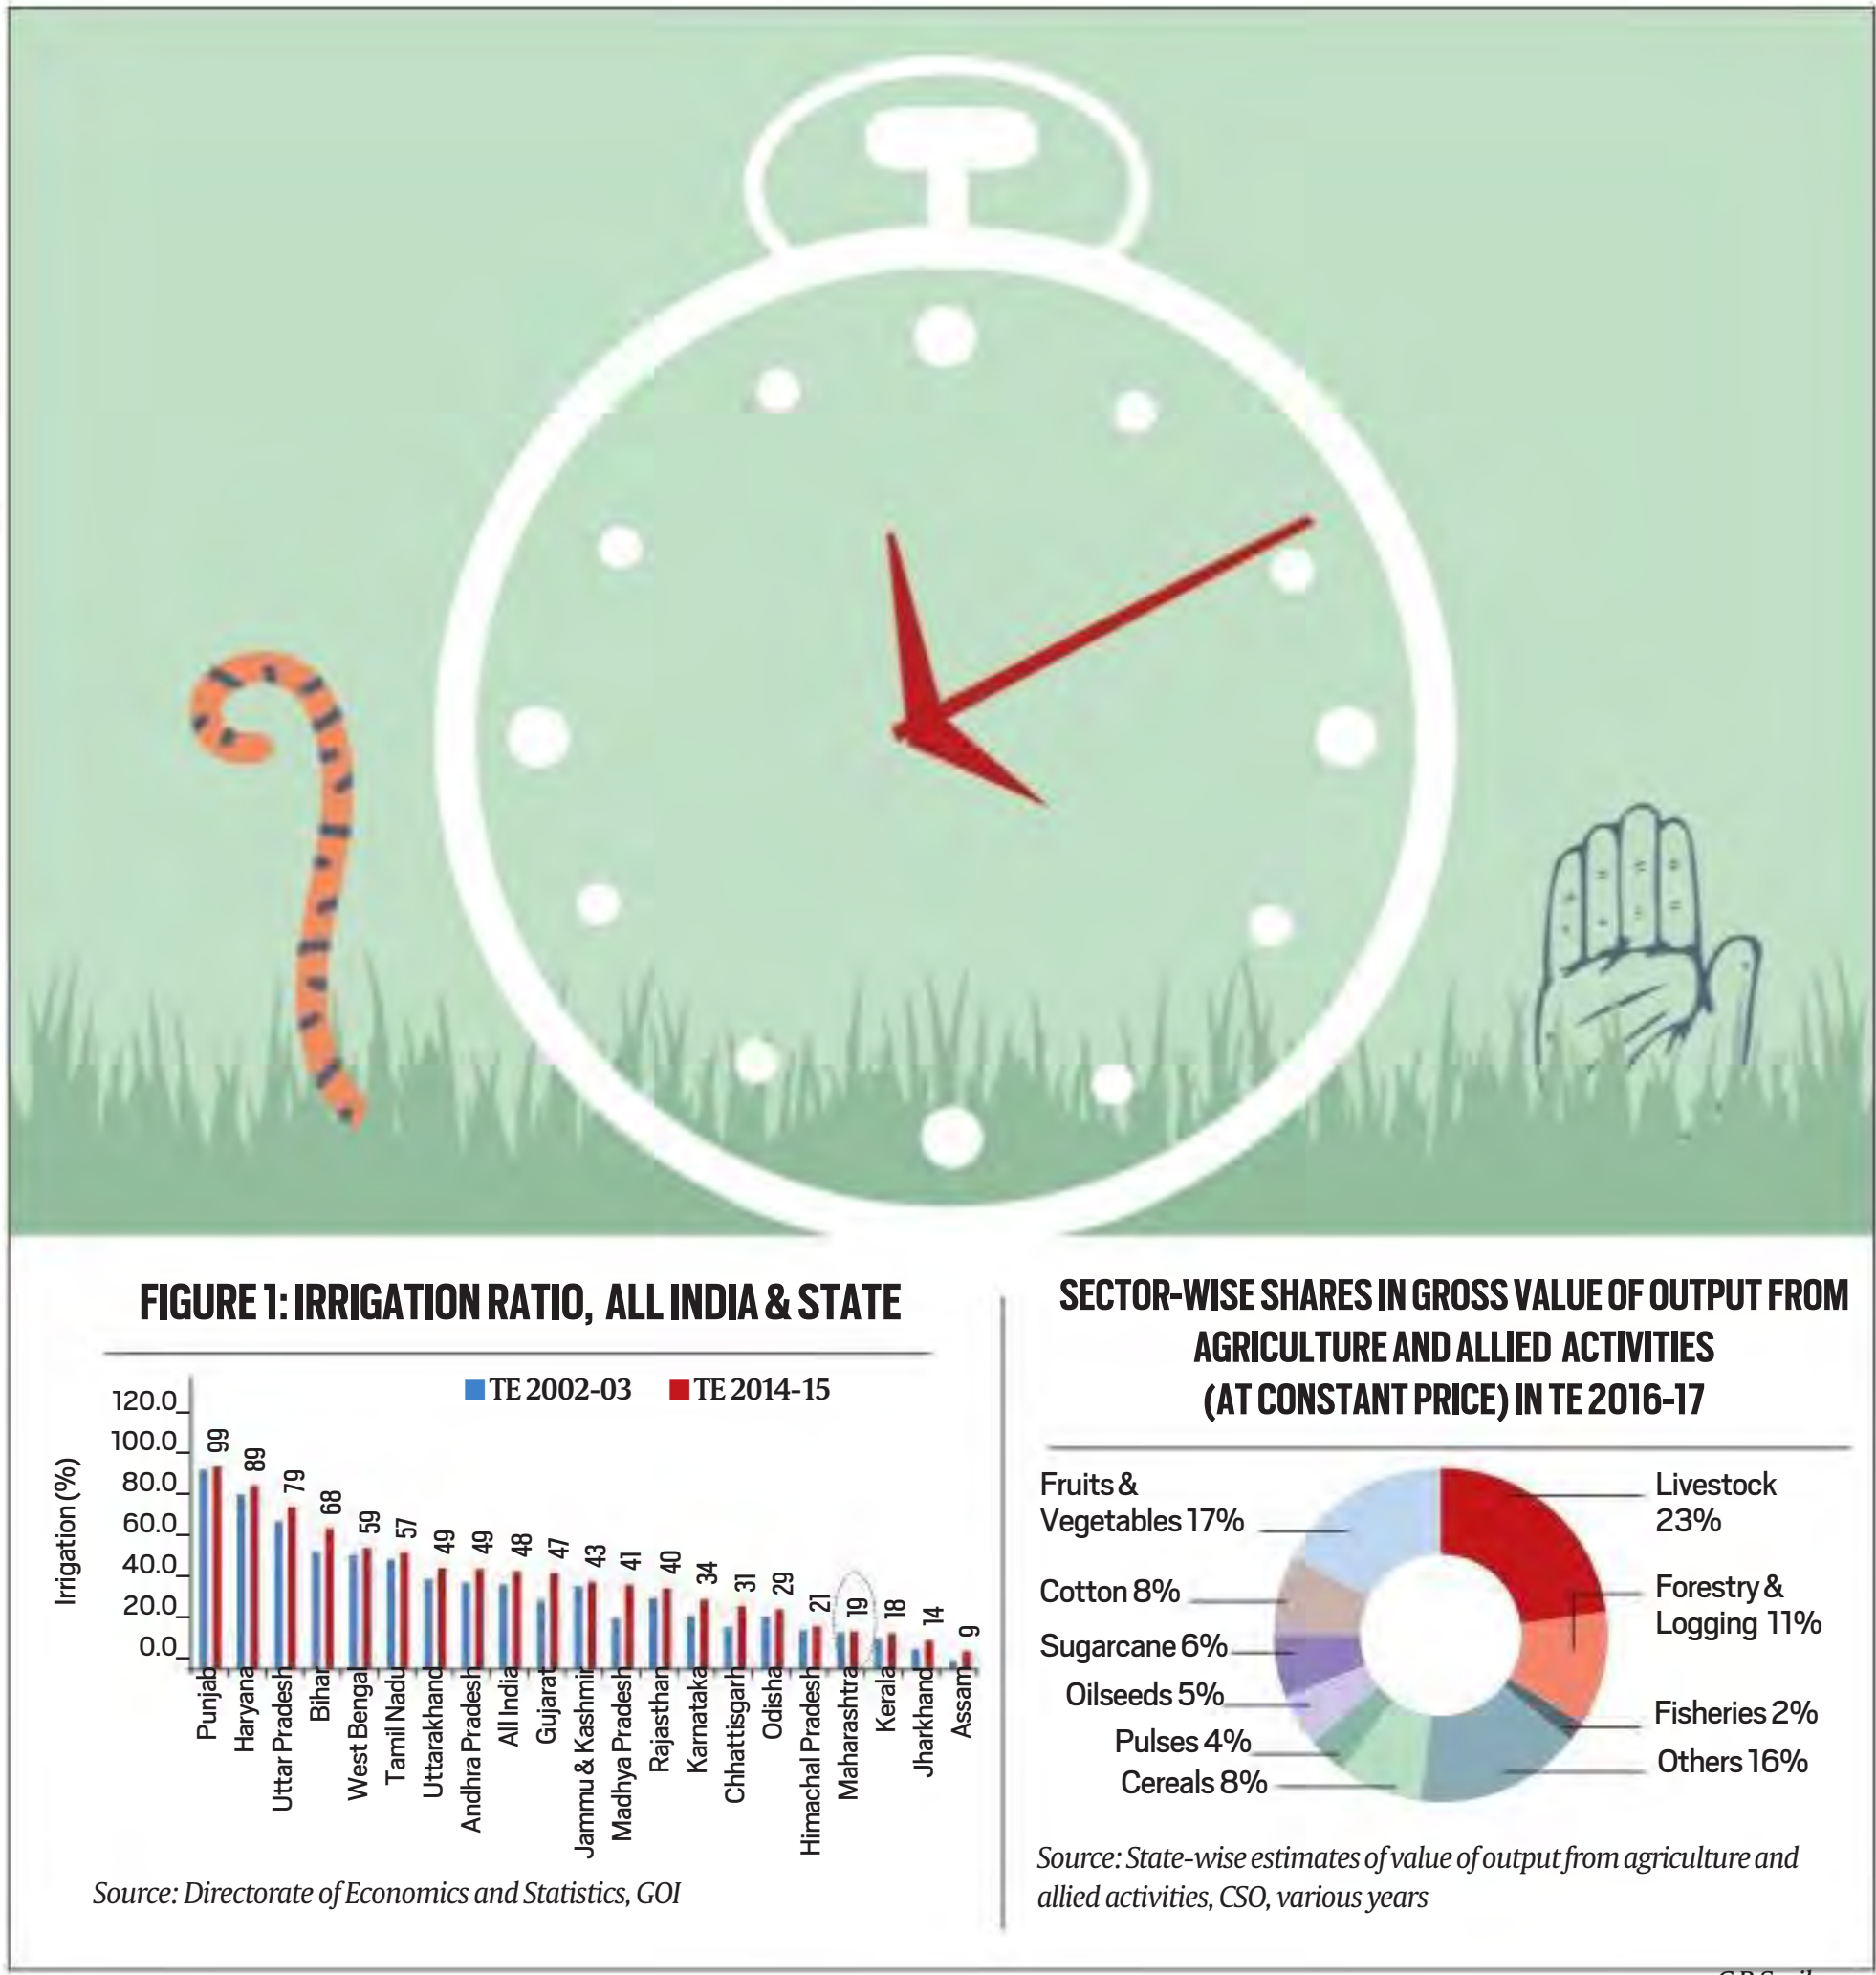 FIGURE 1: IRRIGATION RATIO, ALL INDIA & STATE
TE 2002-03
TE 2014-15
Irrigation (%)
120.0
100.0
80.0
60.0
40.0
20.0
0.0
99
89
79
68
59
57
49
49
48
47
43
41
40
34
31
29
21
19
18
14
9
Punjab
Haryana
Uttar Pradesh
Bihar
West Bengal
Tamil Nadu
Uttarakhand
Andhra Pradesh
All India
Gujarat
Jammu & Kashmir
Madhya Pradesh
Rajasthan
Karnataka
Chhattisgarh
Odisha
Himachal Pradesh
Maharashtra
Kerala
Jharkhand
Assam
Source: Directorate of Economics and Statistics, GOI
SECTOR-WISE SHARES IN GROSS VALUE OF OUTPUT FROM
AGRICULTURE AND ALLIED ACTIVITIES
(AT CONSTANT PRICE) IN TE 2016-17
Fruits &
Vegetables 17%
Cotton 8%
Sugarcane 6%
Oilseeds 5%
Pulses 4%
Cereals 8%
Livestock
23%
Forestry &
Logging 11%
Fisheries 2%
Others 16%
Source: State-wise estimates of value of output from agriculture and
allied activities, CSO, various years